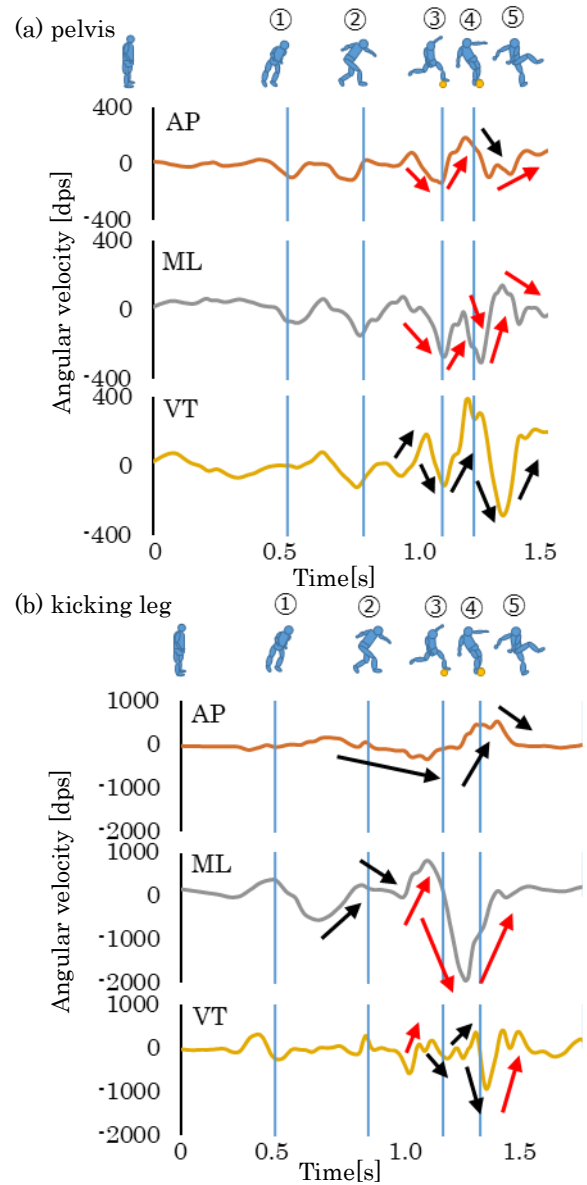 (a) pelvis
① ② ③ ④ ⑤
Angular velocity [dps]
400
AP
0
-400
400
ML
0
-400
400
VT
0
-400
0 0.5 1.0 1.5
Time[s]
(b) kicking leg
① ② ③ ④ ⑤
Angular velocity [dps]
1000
AP
0
-1000
-2000
1000
ML
0
-1000
-2000
1000
VT
0
-1000
-2000
0 0.5 1.0 1.5
Time[s]